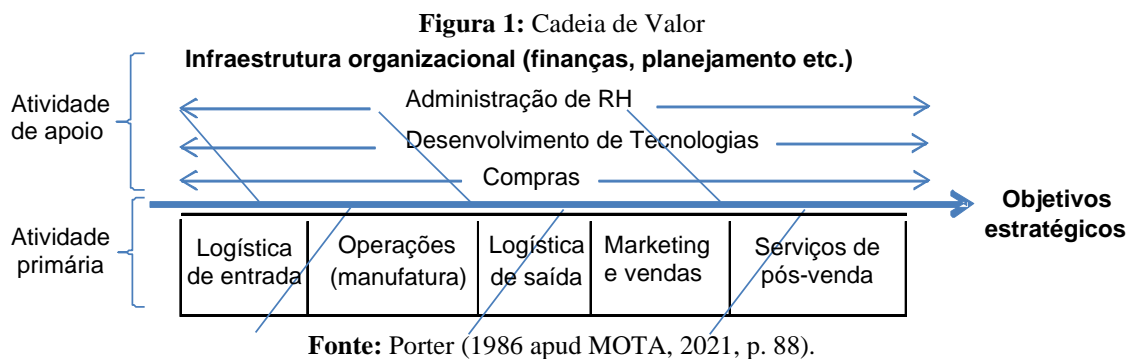 Figura 1: Cadeia de Valor
Infraestrutura organizacional (finanças, planejamento etc.)
Atividade
de apoio
Administração de RH
Desenvolvimento de Tecnologias
Compras
Objetivos
estratégicos
Atividade
primária
Logística
de entrada
Operações
(manufatura)
Logística
de saída
Marketing
e vendas
Serviços de
pós-venda
Fonte: Porter (1986 apud MOTA, 2021, p. 88).